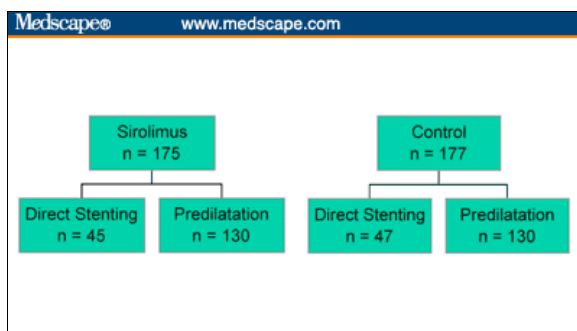 Medscape® www.medscape.com
Sirolimus
n = 175
Control
n = 177
Direct Stenting
n = 45
Predilatation
n = 130
Direct Stenting
n = 47
Predilatation
n = 130